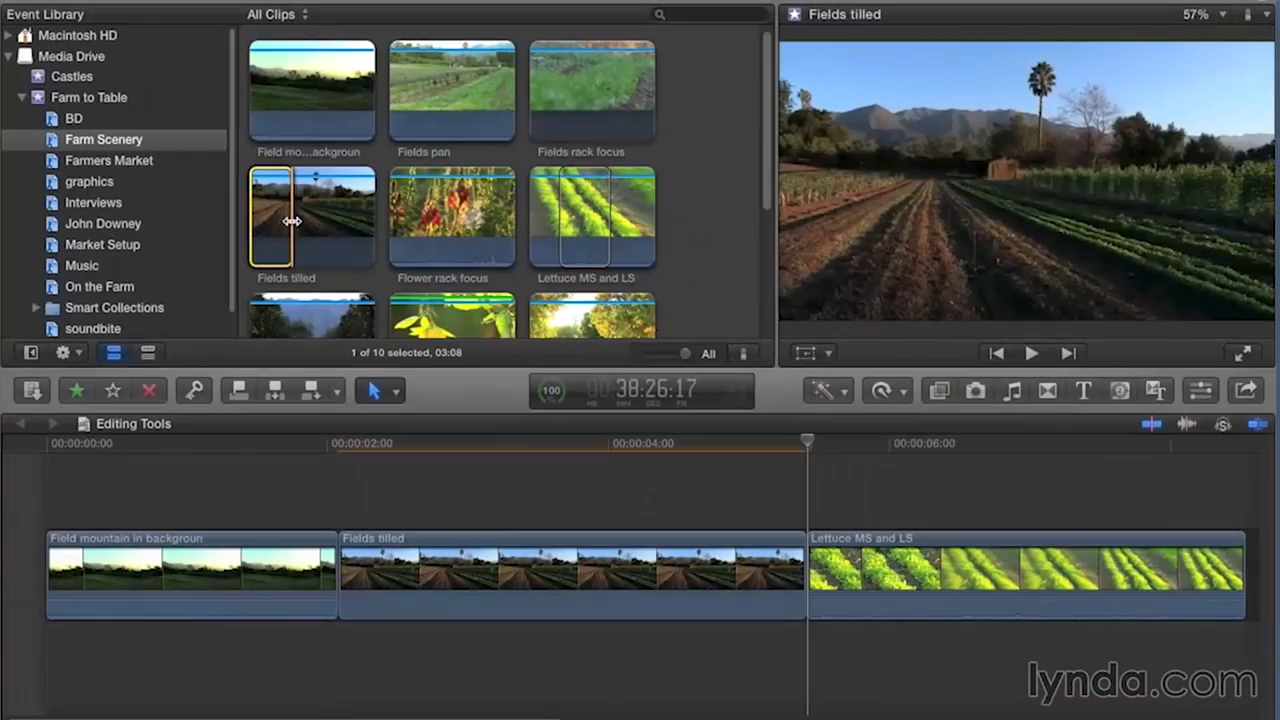 Event Library
All Clips
Fields tilled
57%
Macintosh HD
Media Drive
Castles
Farm to Table
BD
Farm Scenery
Farmers Market
graphics
Interviews
John Downey
Market Setup
Music
On the Farm
Smart Collections
soundbite
Field mo...ackgroun
Fields pan
Fields rack focus
Fields tilled
Flower rack focus
Lettuce MS and LS
1 of 10 selected, 03:08
All
100
38:26:17
HR MIN SEC FR
T
Editing Tools
00:00:00:00
00:00:02:00
00:00:04:00
00:00:06:00
Field mountain in backgroun
Fields tilled
Lettuce MS and LS
lynda.com